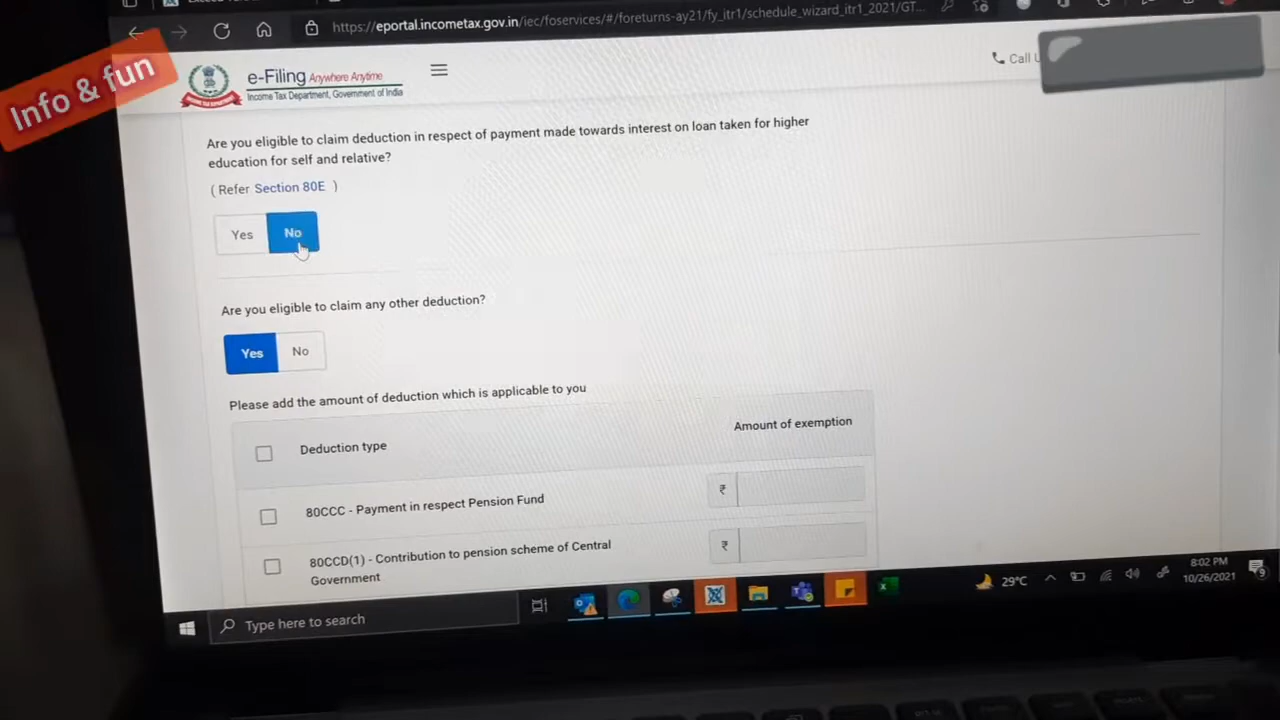 https://eportal.incometax.gov.in/iec/foservices/#/foreturns-ay21/fy_itr1/schedule_wizard_itr1_2021/GT...
Info & fun
e-Filing Anywhere Anytime
Income Tax Department, Government of India
Call
Are you eligible to claim deduction in respect of payment made towards interest on loan taken for higher
education for self and relative?
( Refer Section 80E )
Yes No
Are you eligible to claim any other deduction?
Yes No
Please add the amount of deduction which is applicable to you
Deduction type Amount of exemption
80CCC - Payment in respect Pension Fund ₹
80CCD(1) - Contribution to pension scheme of Central ₹
Government
Type here to search
29°C
8:02 PM
10/26/2021